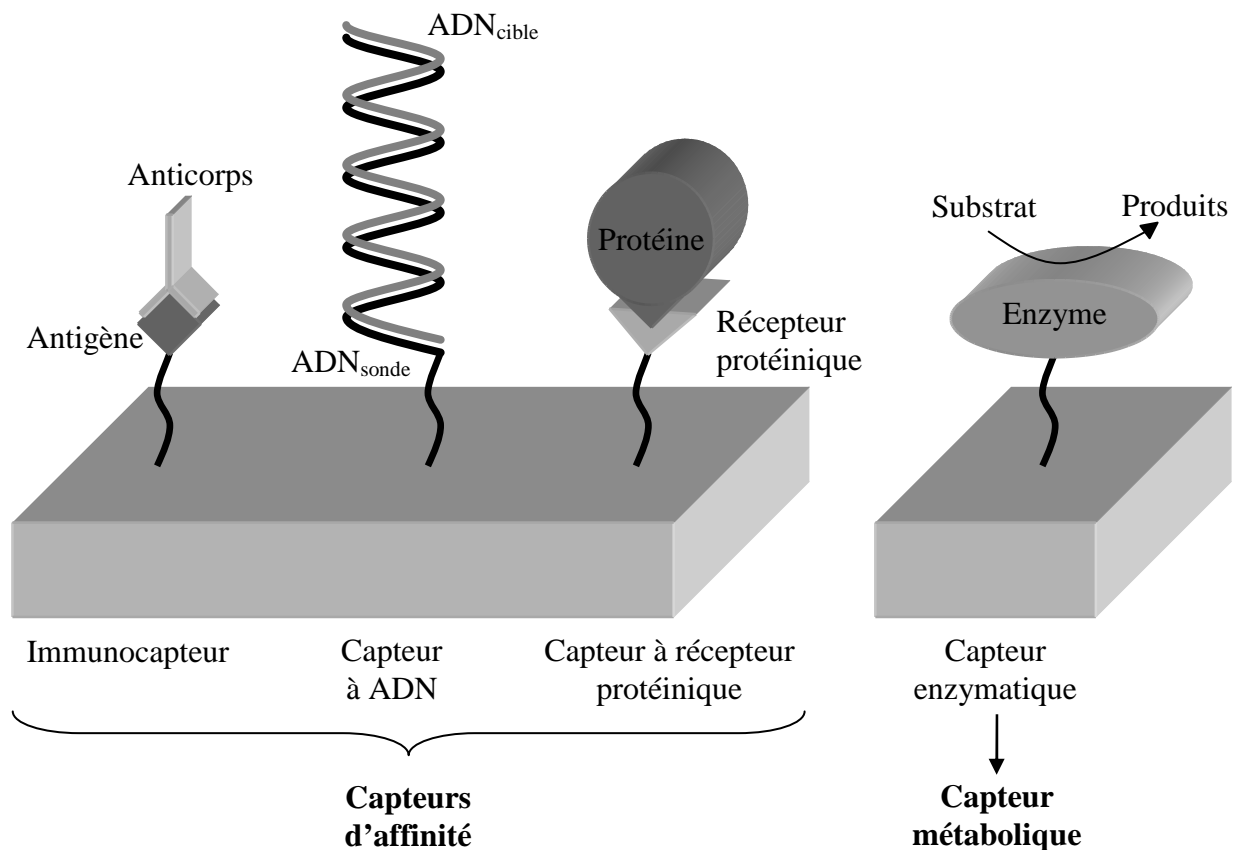 ADNcible
Anticorps
Antigène
ADNsonde
Protéine
Récepteur
protéinique
Substrat
Produits
Enzyme
Immunocapteur
Capteur
à ADN
Capteur à récepteur
protéinique
Capteur
enzymatique
Capteurs
d’affinité
Capteur
métabolique